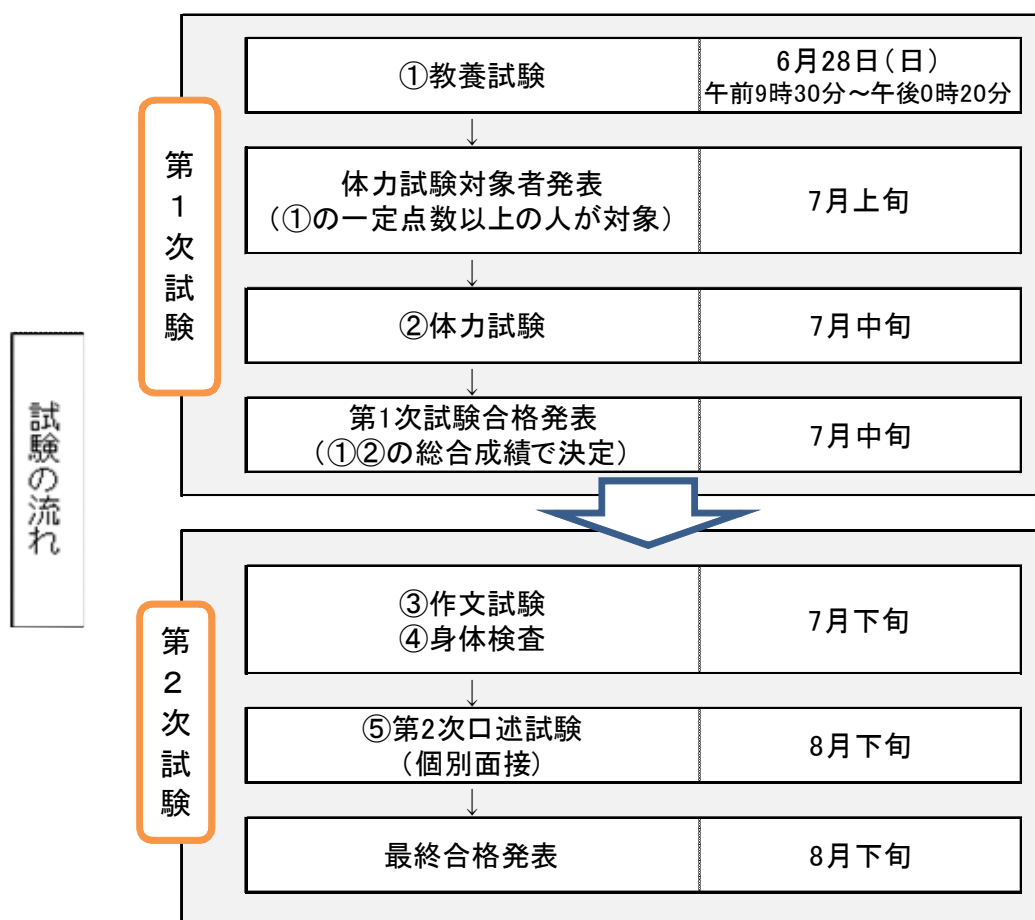 試験の流れ
第1次試験
①教養試験
6月28日(日)
午前9時30分～午後0時20分
↓
体力試験対象者発表
(①の一定点数以上の人が対象)
7月上旬
↓
②体力試験
7月中旬
↓
第1次試験合格発表
(①②の総合成績で決定)
7月中旬
第2次試験
③作文試験
④身体検査
7月下旬
↓
⑤第2次口述試験
(個別面接)
8月下旬
↓
最終合格発表
8月下旬